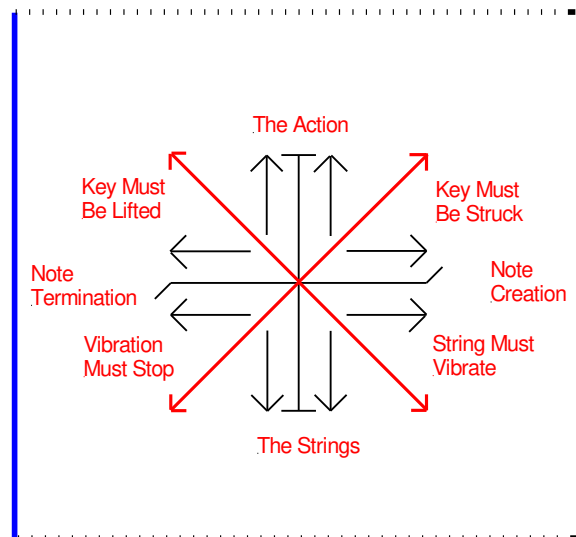 The Action
Key Must
Be Lifted
Key Must
Be Struck
Note
Termination
Note
Creation
Vibration
Must Stop
String Must
Vibrate
The Strings